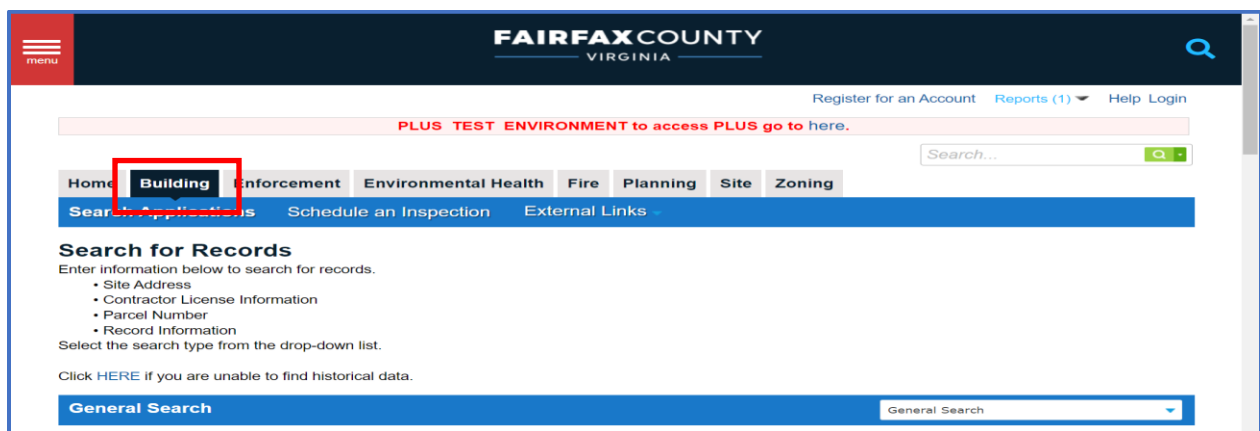 menu
FAIRFAX COUNTY
VIRGINIA
Register for an Account Reports (1) Help Login
PLUS TEST ENVIRONMENT to access PLUS go to here.
Search...
Home Building Enforcement Environmental Health Fire Planning Site Zoning
Search Applications Schedule an Inspection External Links
Search for Records
Enter information below to search for records.
• Site Address
• Contractor License Information
• Parcel Number
• Record Information
Select the search type from the drop-down list.
Click HERE if you are unable to find historical data.
General Search General Search